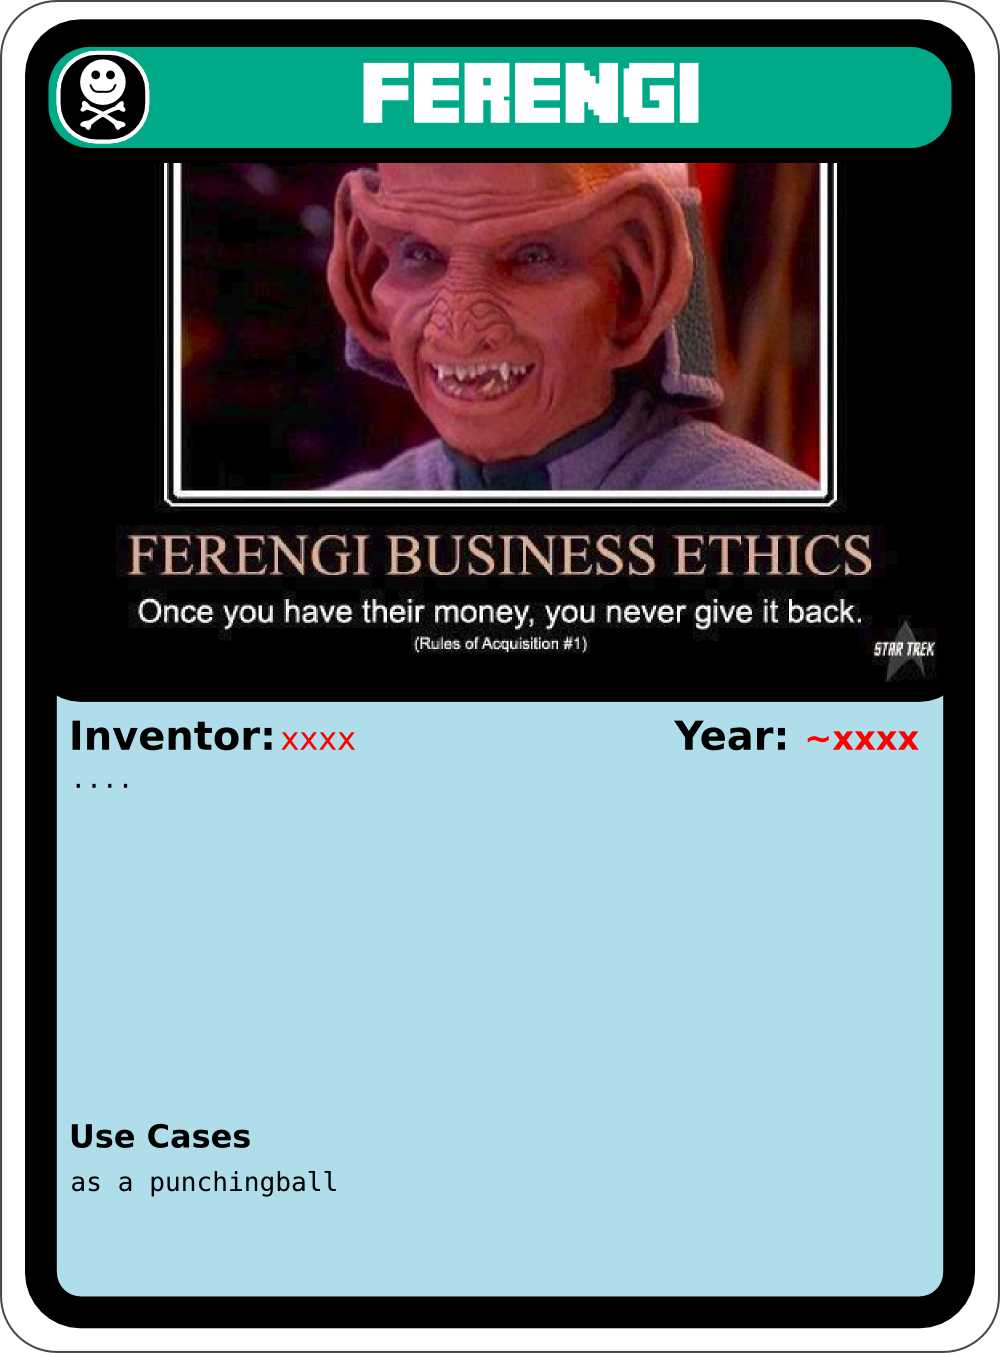 FERENGI
FERENGI BUSINESS ETHICS
Once you have their money, you never give it back.
(Rules of Acquisition #1)
STAR TREK
Inventor: xxxx Year: ~xxxx
....
Use Cases
as a punchingball